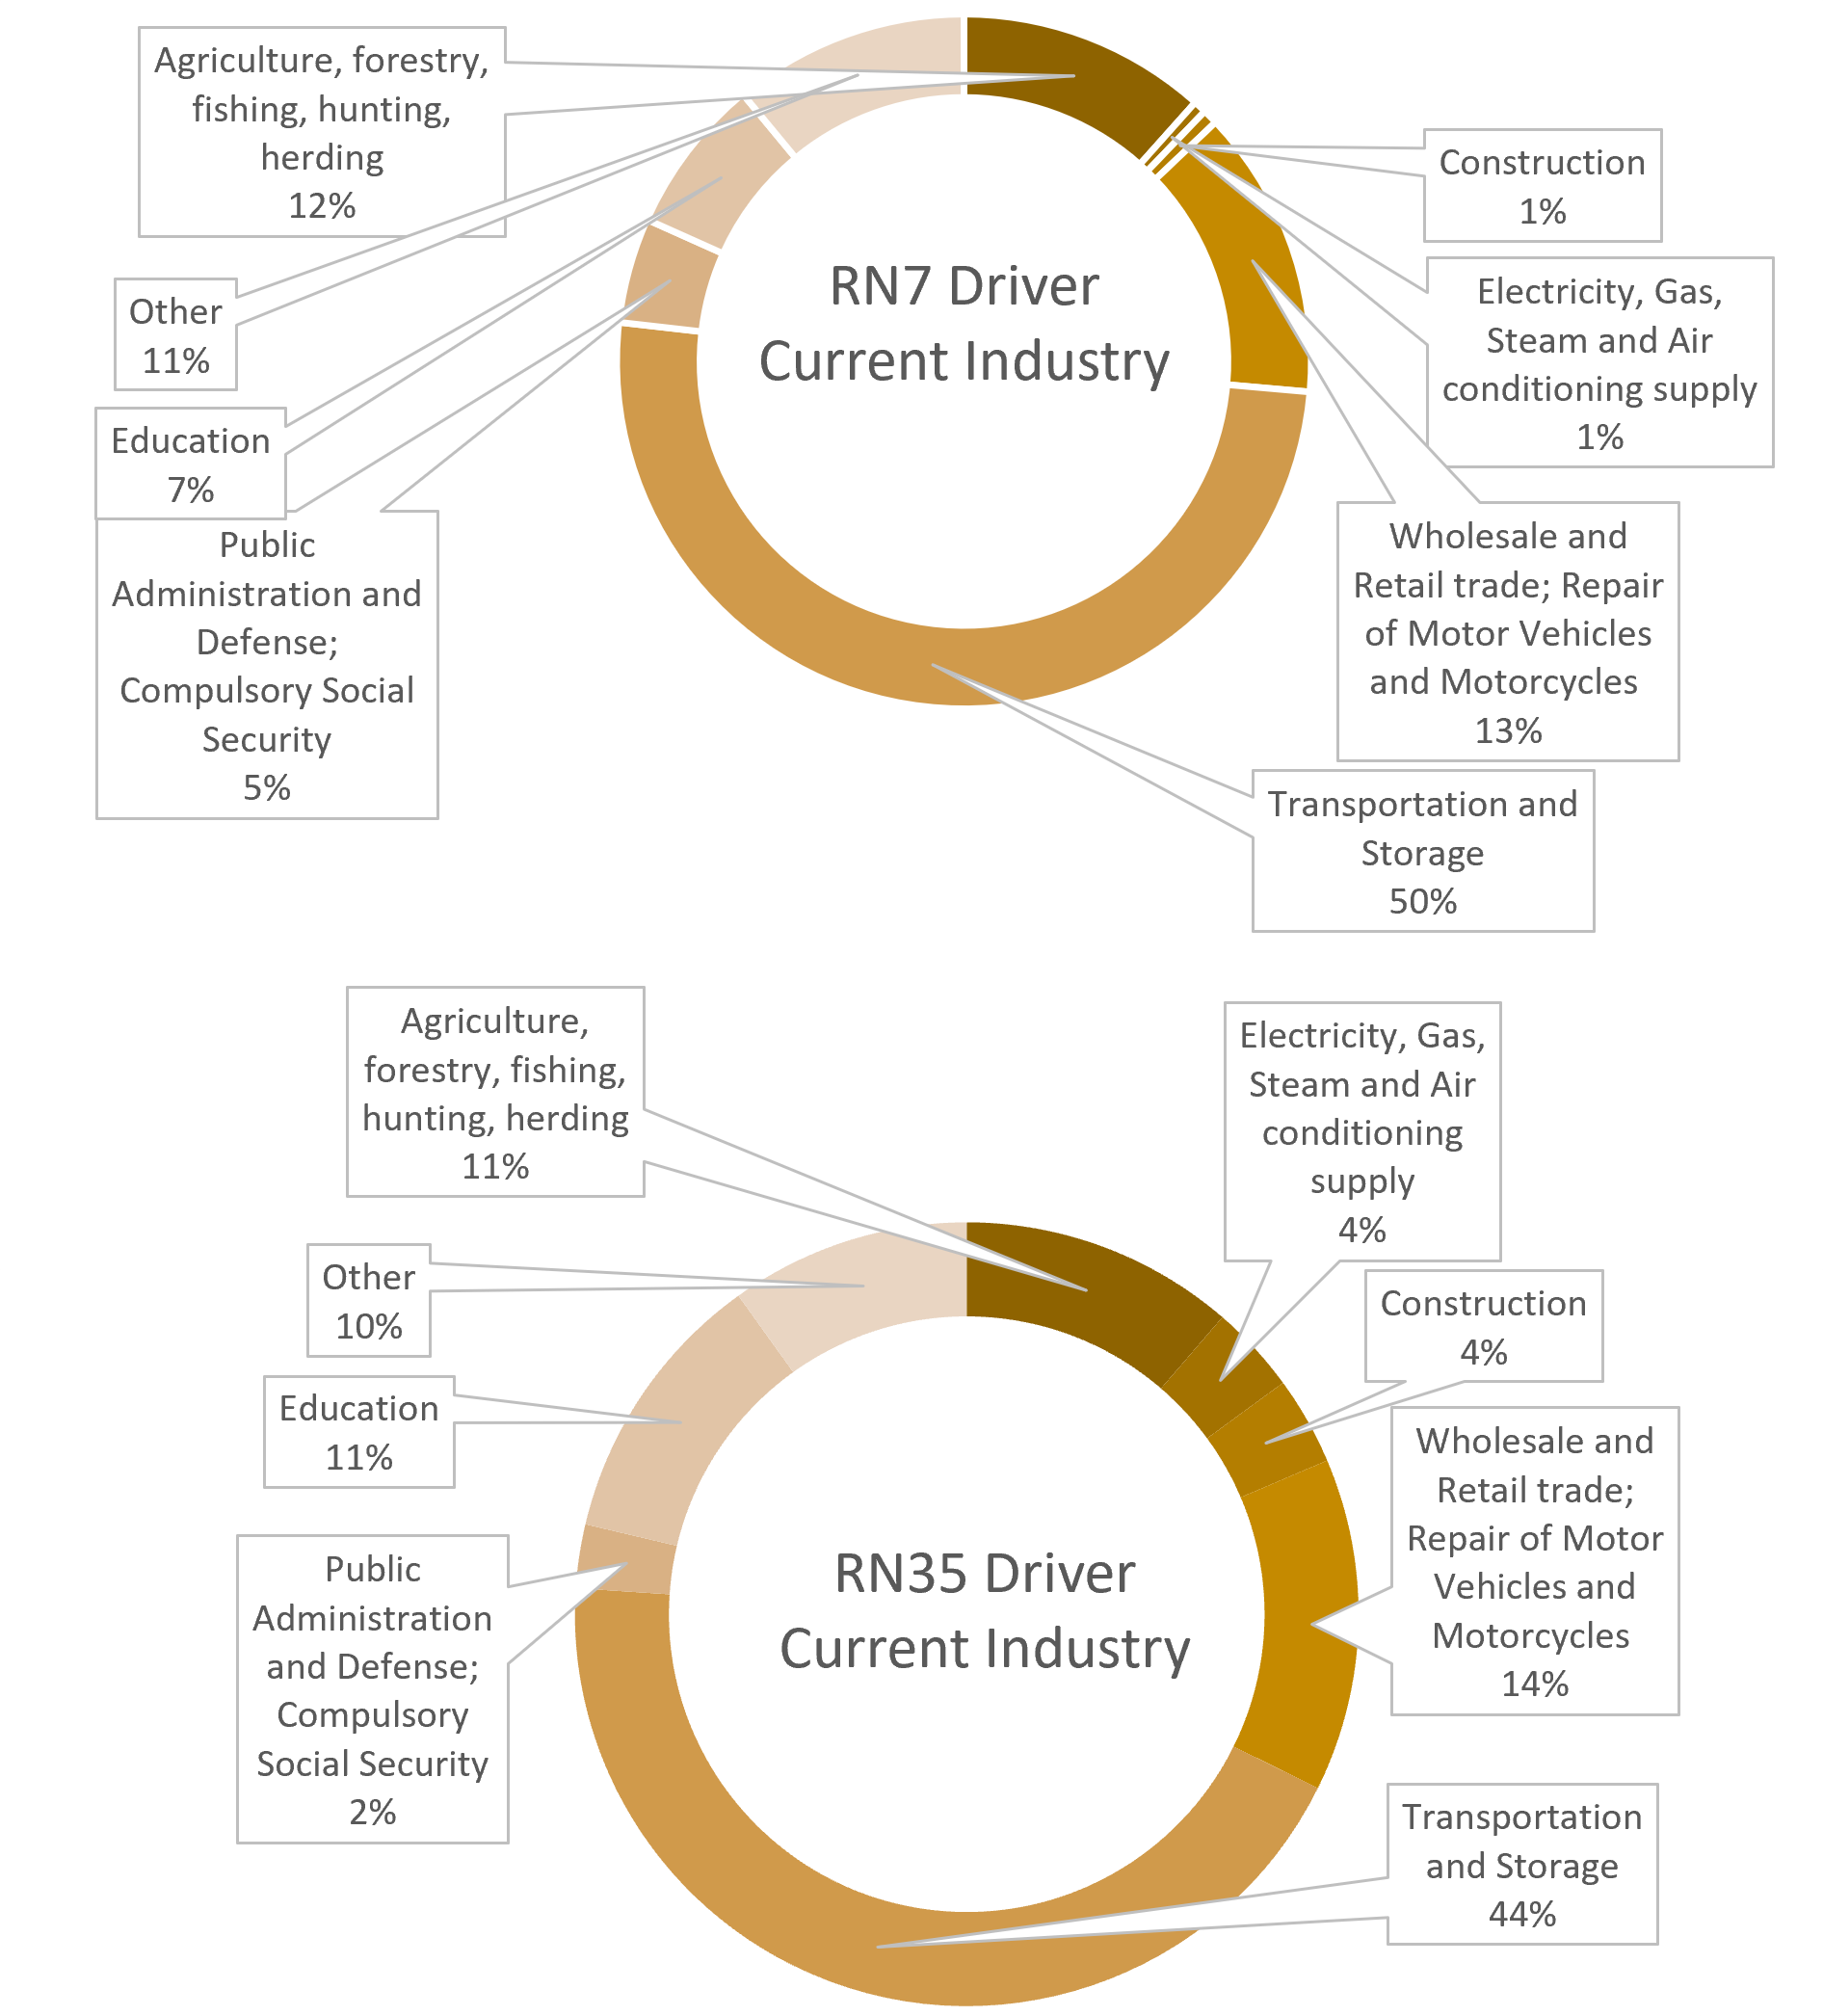 Agriculture, forestry,
fishing, hunting,
herding
12%
Other
11%
Education
7%
Public
Administration and
Defense;
Compulsory Social
Security
5%
RN7 Driver
Current Industry
Construction
1%
Electricity, Gas,
Steam and Air
conditioning supply
1%
Wholesale and
Retail trade; Repair
of Motor Vehicles
and Motorcycles
13%
Transportation and
Storage
50%
Agriculture,
forestry, fishing,
hunting, herding
11%
Other
10%
Education
11%
Public
Administration
and Defense;
Compulsory
Social Security
2%
RN35 Driver
Current Industry
Electricity, Gas,
Steam and Air
conditioning
supply
4%
Construction
4%
Wholesale and
Retail trade;
Repair of Motor
Vehicles and
Motorcycles
14%
Transportation
and Storage
44%